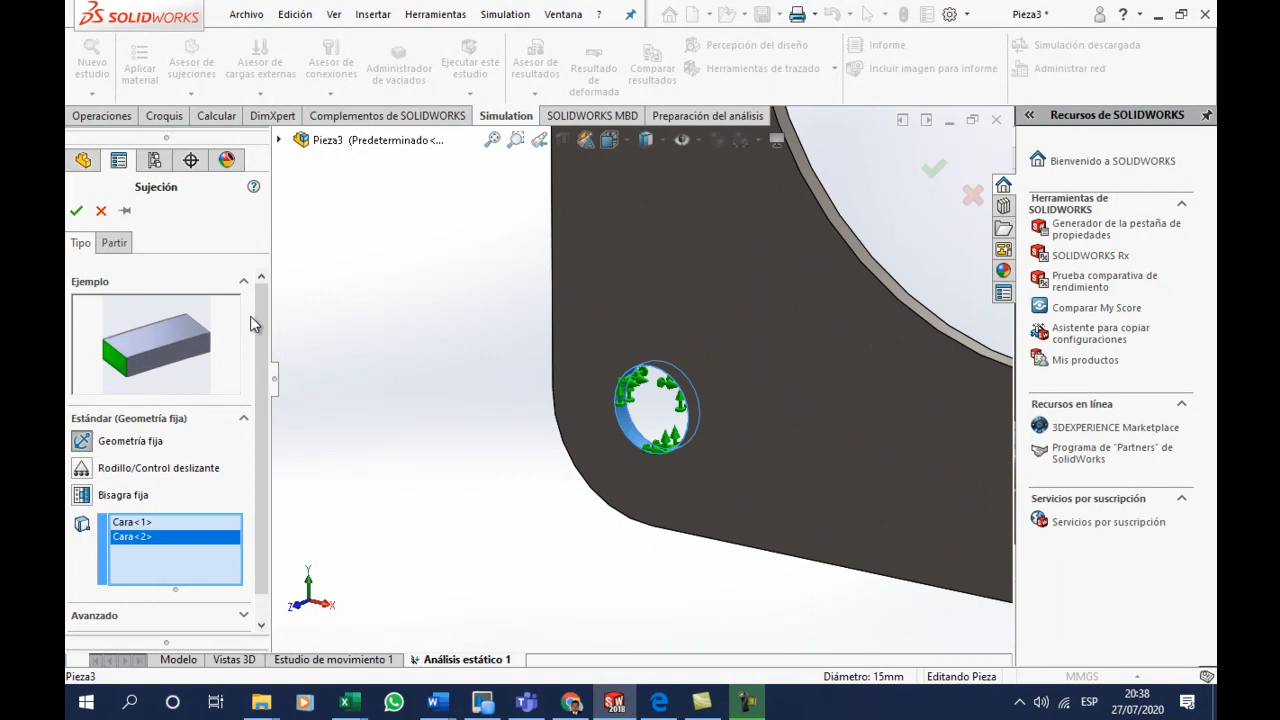 SOLIDWORKS
Archivo Edición Ver Insertar Herramientas Simulation Ventana ?
Pieza3 *
?
Nuevo estudio
Aplicar material
Asesor de sujeciones
Asesor de cargas externas
Asesor de conexiones
Administrador de vaciados
Ejecutar este estudio
Asesor de resultados
Resultado de deformada
Comparar resultados
Percepción del diseño
Herramientas de trazado
Informe
Incluir imagen para informe
Simulación descargada
Administrar red
Operaciones Croquis Calcular DimXpert Complementos de SOLIDWORKS Simulation SOLIDWORKS MBD Preparación del análisis
Pieza3 (Predeterminado<...
Sujeción
?
Tipo Partir
Ejemplo
Estándar (Geometría fija)
Geometría fija
Rodillo/Control deslizante
Bisagra fija
Cara<1>
Cara<2>
Avanzado
Y
Z
X
Recursos de SOLIDWORKS
Bienvenido a SOLIDWORKS
Herramientas de SOLIDWORKS
Generador de la pestaña de propiedades
SOLIDWORKS Rx
Prueba comparativa de rendimiento
Comparar My Score
Asistente para copiar configuraciones
Mis productos
Recursos en línea
3DEXPERIENCE Marketplace
Programa de "Partners" de SolidWorks
Servicios por suscripción
Servicios por suscripción
Modelo Vistas 3D Estudio de movimiento 1 Análisis estático 1
Pieza3 Diámetro: 15mm Editando Pieza MMGS
SW
2018
ESP
20:38
27/07/2020